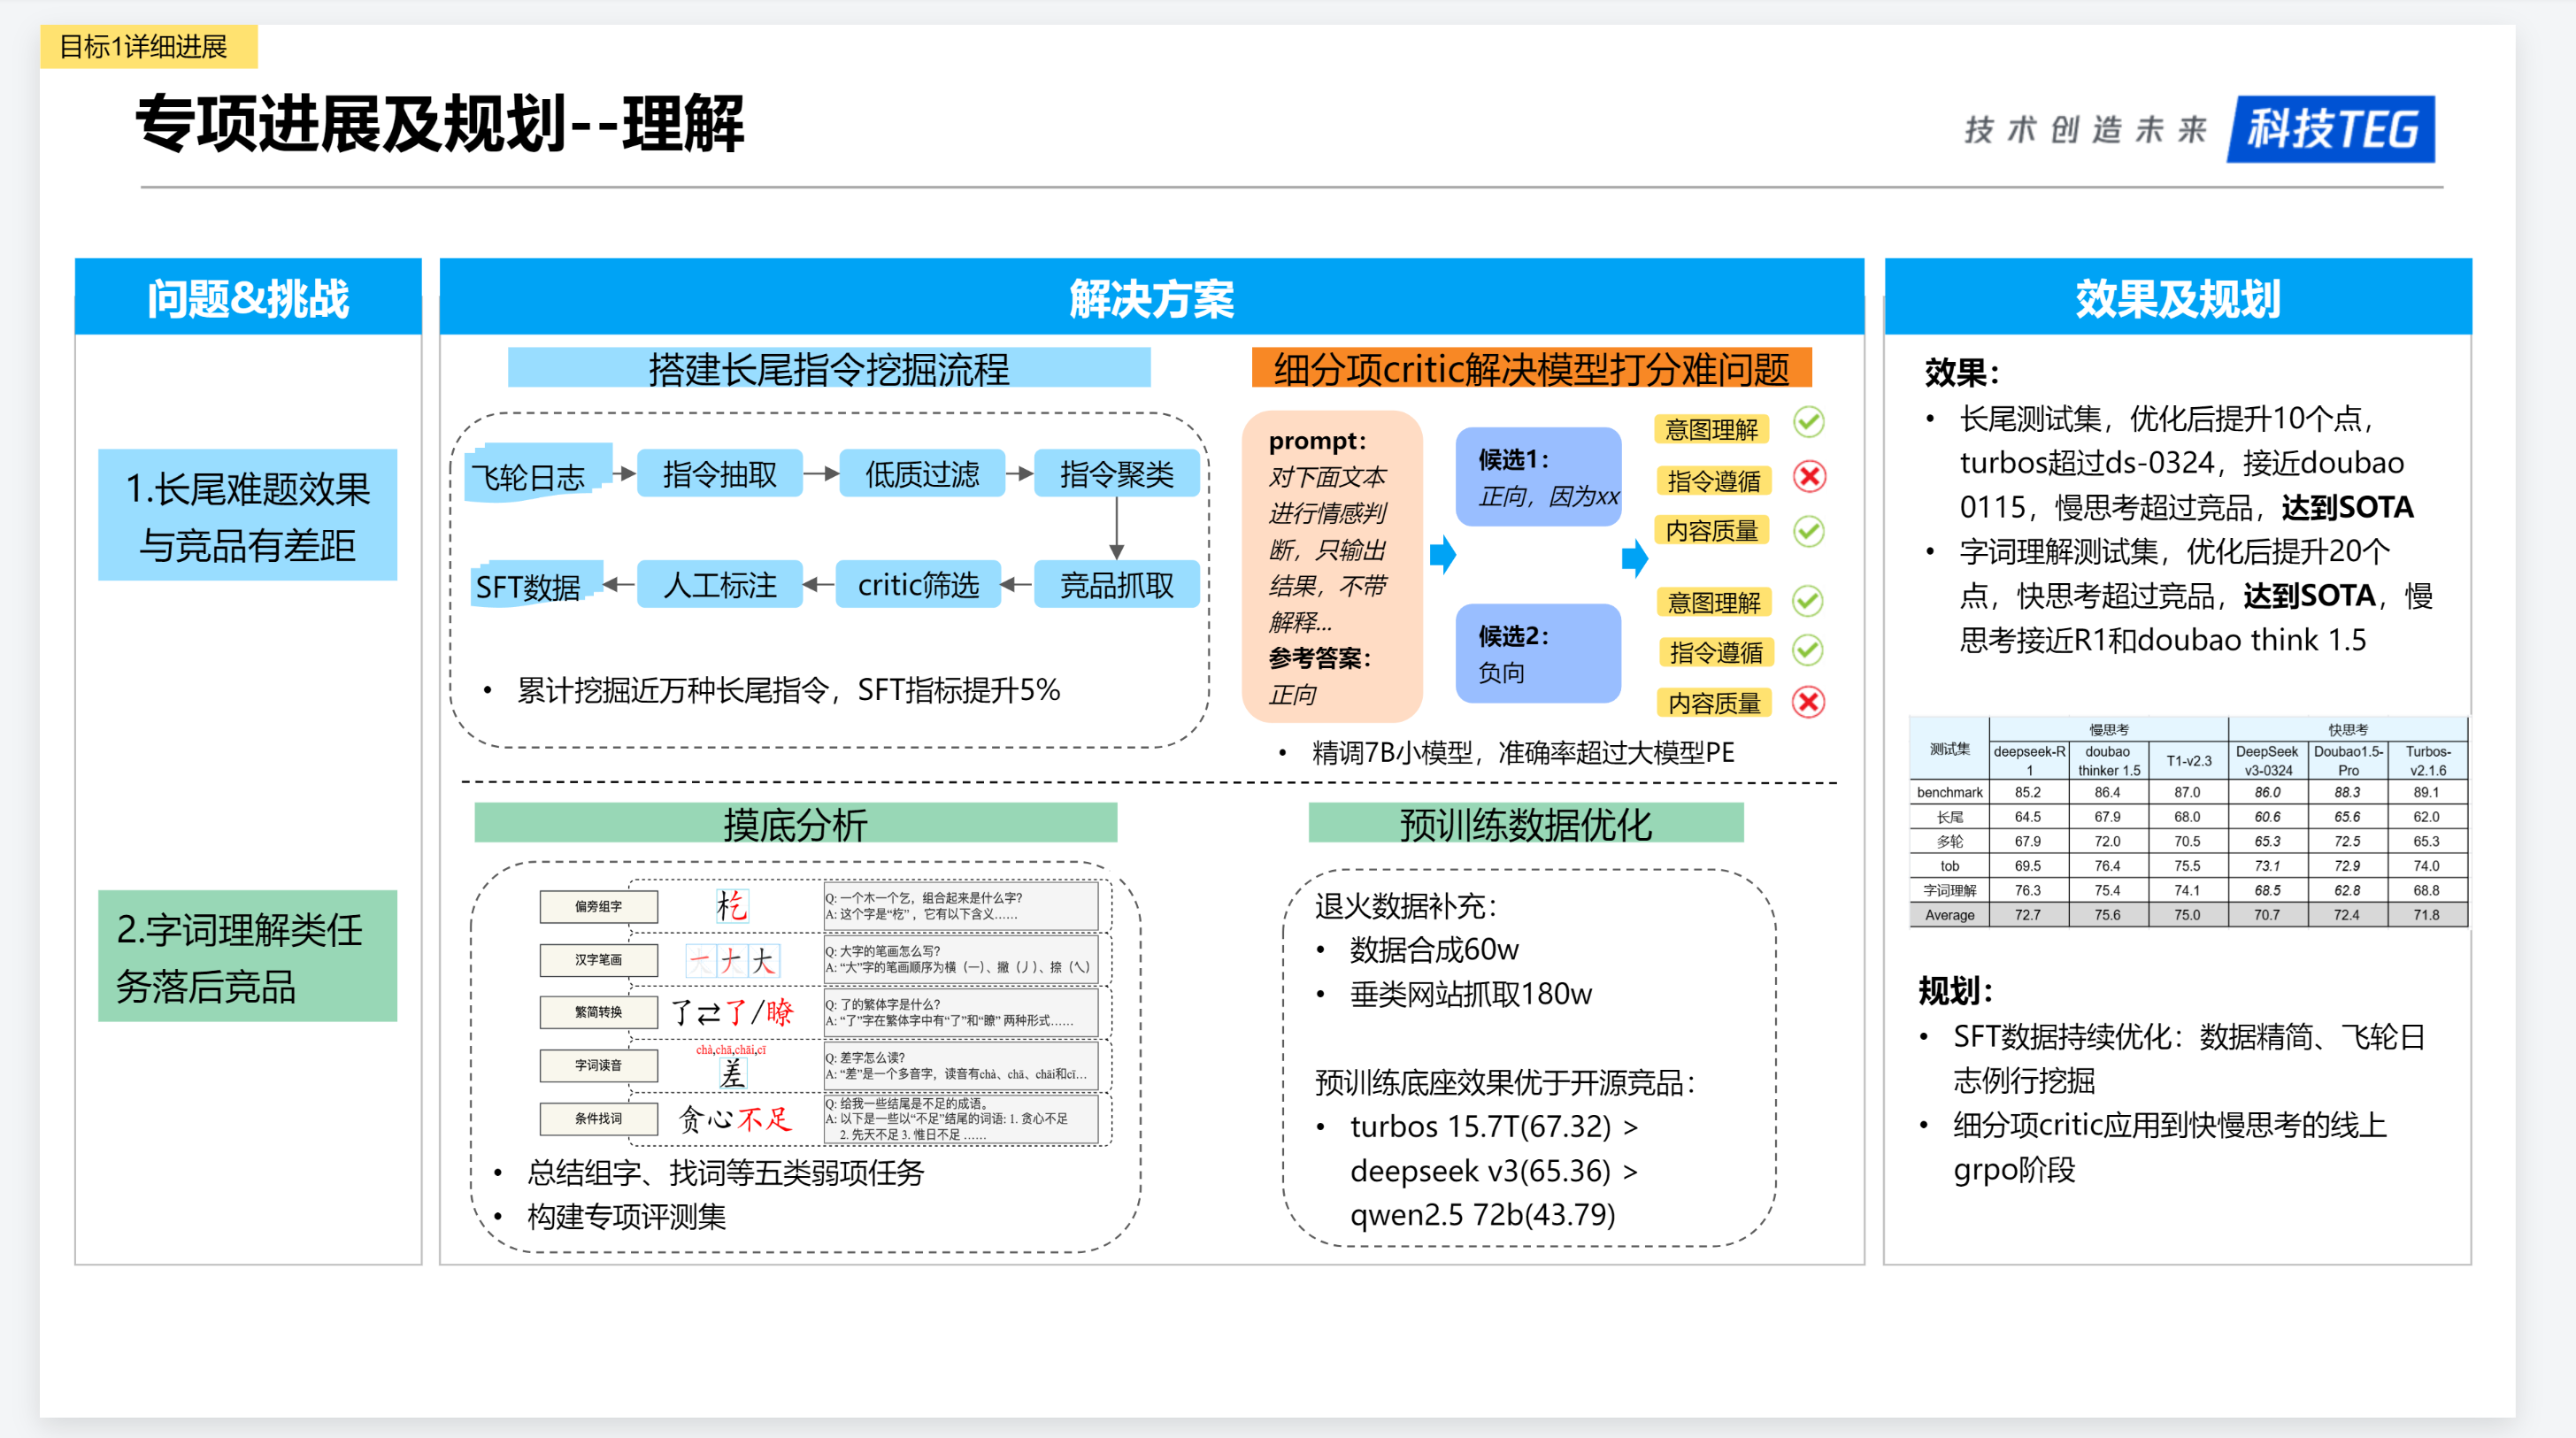 目标1详细进展
专项进展及规划--理解
技术创造未来 科技TEG
问题&挑战
1.长尾难题效果
与竞品有差距
2.字词理解类任
务落后竞品
解决方案
搭建长尾指令挖掘流程
飞轮日志 指令抽取 低质过滤 指令聚类
SFT数据 人工标注 critic筛选 竞品抓取
• 累计挖掘近万种长尾指令，SFT指标提升5%
细分项critic解决模型打分难问题
prompt：
对下面文本
进行情感判
断，只输出
结果，不带
解释...
参考答案：
正向
候选1：
正向，因为xx
意图理解
指令遵循
内容质量
候选2：
负向
意图理解
指令遵循
内容质量
• 精调7B小模型，准确率超过大模型PE
摸底分析
偏旁组字
杚
Q: 一个木一个乞，组合起来是什么字?
A: 这个字是“杚”，它有以下含义……
汉字笔画
大大大
Q: 大字的笔画怎么写?
A: “大”字的笔画顺序为横（一）、撇（丿）、捺（㇏）
繁简转换
了⇄了/瞭
Q: 了的繁体字是什么?
A: “了”字在繁体字中有“了”和“瞭” 两种形式……
字词读音
chà,chā,chāi,cī
差
Q: 差字怎么读?
A: “差”是一个多音字，读音有chà、chā、chāi和cī…
条件找词
贪心不足
Q: 给我一些结尾是不足的成语。
A: 以下是一些以“不足”结尾的词语: 1. 贪心不足
2. 先天不足 3. 惟日不足 ……
• 总结组字、找词等五类弱项任务
• 构建专项评测集
预训练数据优化
退火数据补充：
• 数据合成60w
• 垂类网站抓取180w
预训练底座效果优于开源竞品：
• turbos 15.7T(67.32) >
deepseek v3(65.36) >
qwen2.5 72b(43.79)
效果及规划
效果：
• 长尾测试集，优化后提升10个点，
turbos超过ds-0324，接近doubao
0115，慢思考超过竞品，达到SOTA
• 字词理解测试集，优化后提升20个
点，快思考超过竞品，达到SOTA，慢
思考接近R1和doubao think 1.5
测试集 慢思考 快思考
deepseek-R1 doubao thinker 1.5 T1-v2.3 DeepSeek v3-0324 Doubao1.5-Pro Turbos-v2.1.6
benchmark 85.2 86.4 87.0 86.0 88.3 89.1
长尾 64.5 67.9 68.0 60.6 65.6 62.0
多轮 67.9 72.0 70.5 65.3 72.5 65.3
tob 69.5 76.4 75.5 73.1 72.9 74.0
字词理解 76.3 75.4 74.1 68.5 62.8 68.8
Average 72.7 75.6 75.0 70.7 72.4 71.8
规划：
• SFT数据持续优化：数据精简、飞轮日
志例行挖掘
• 细分项critic应用到快慢思考的线上
grpo阶段